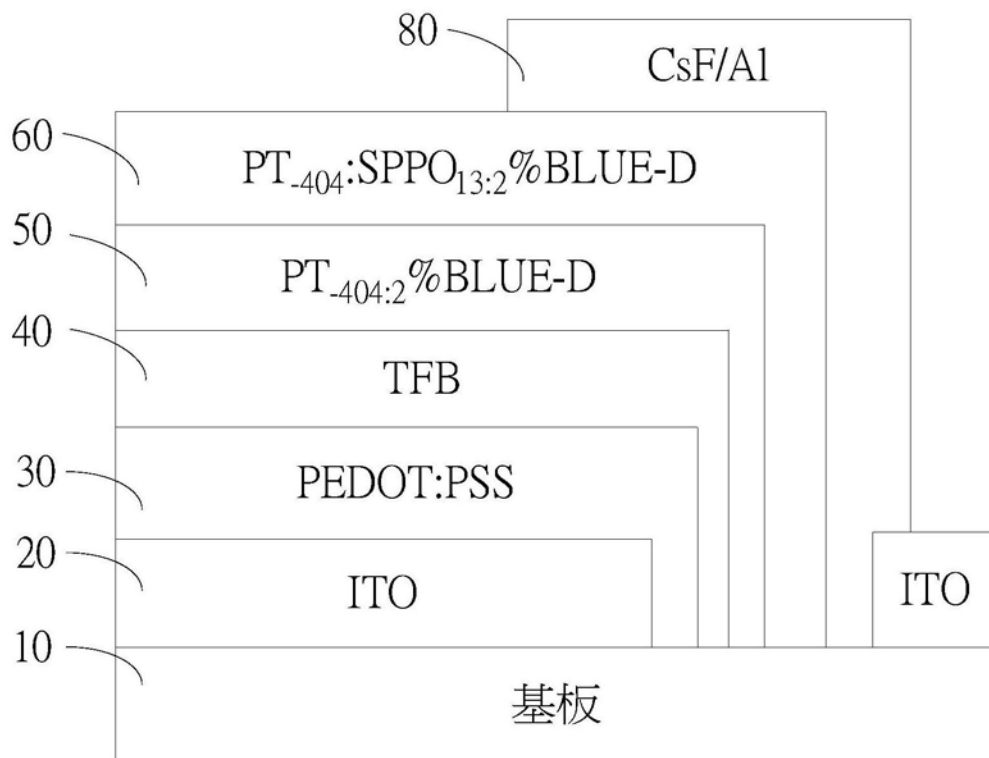 80
CsF/Al
60
PT-404:SPPO13:2%BLUE-D
50
PT-404:2%BLUE-D
40
TFB
30
PEDOT:PSS
20
ITO
ITO
10
基板